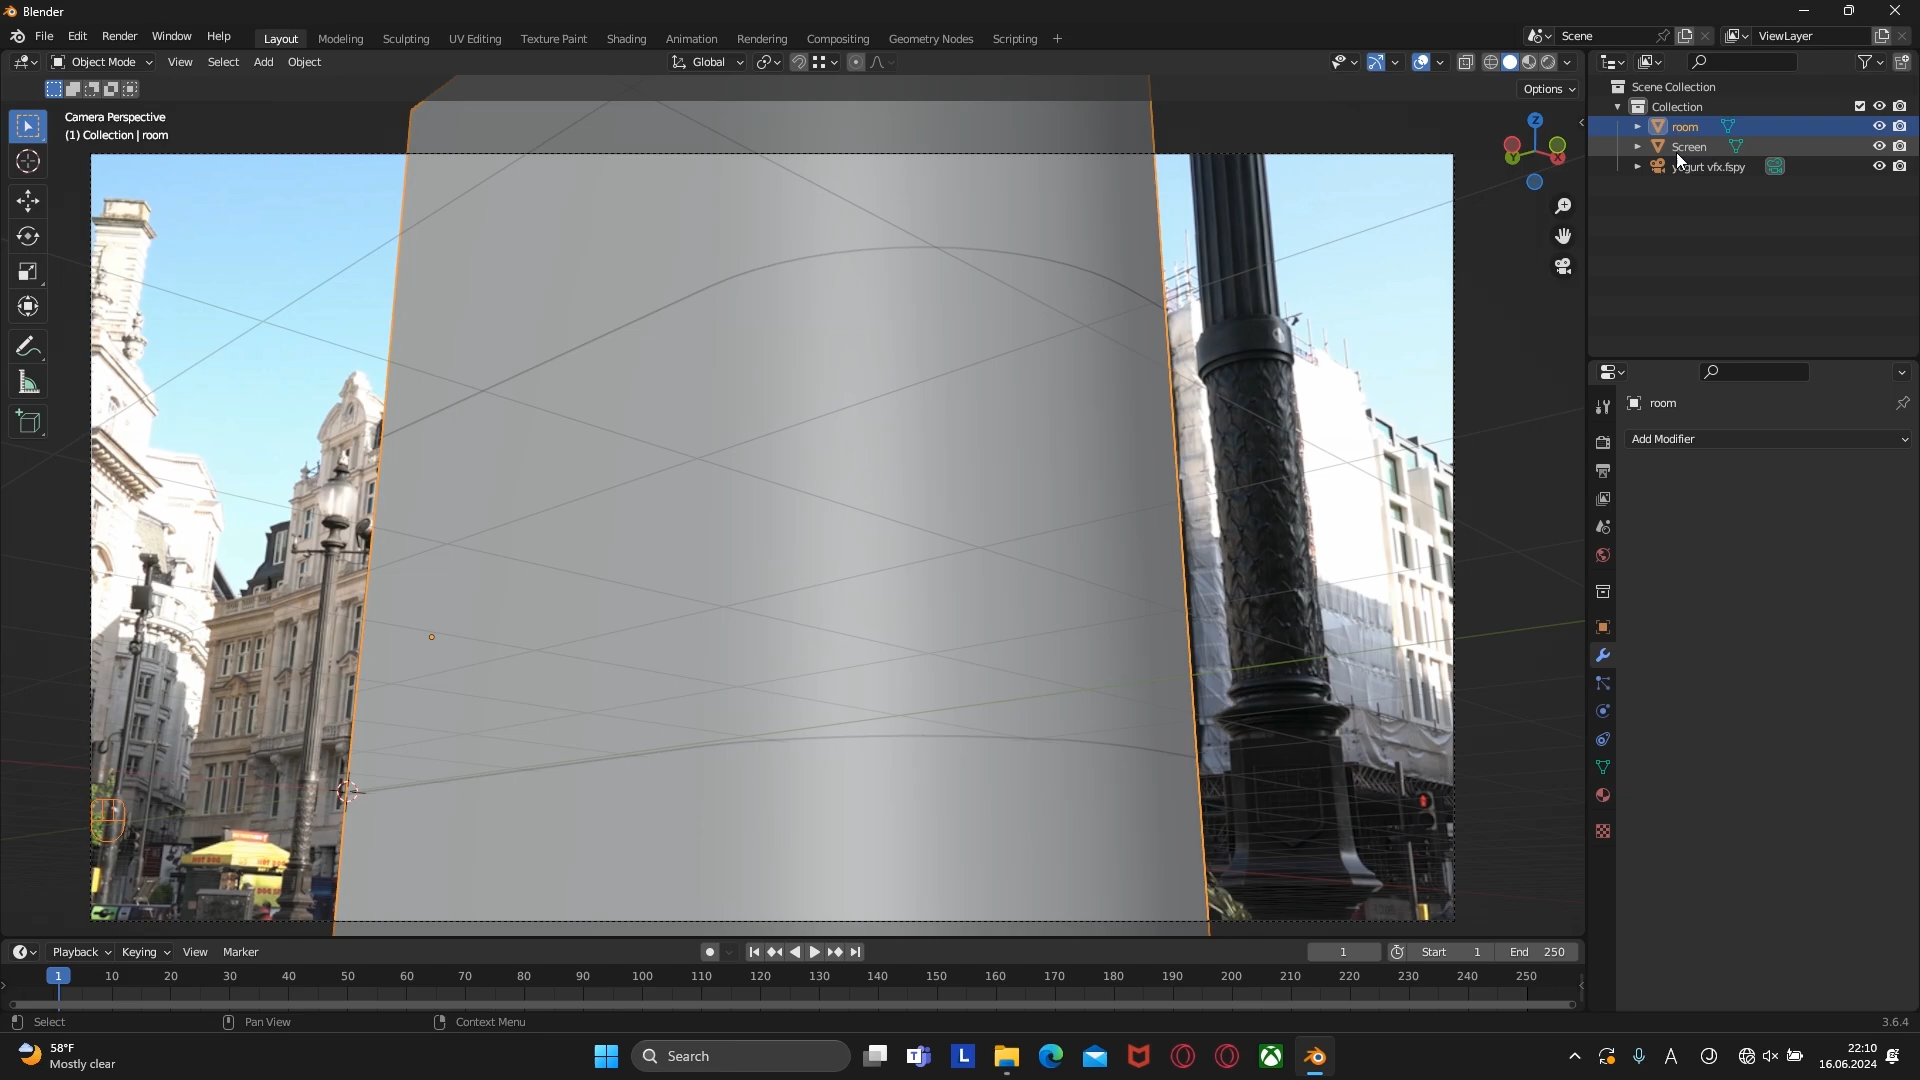 Blender
File Edit Render Window Help Layout Modeling Sculpting UV Editing Texture Paint Shading Animation Rendering Compositing Geometry Nodes Scripting + Scene ViewLayer
Object Mode View Select Add Object Global
Options
Camera Perspective
(1) Collection | room
Z
Y X
Scene Collection
Collection
room
Screen
yogurt vfx.fspy
room
Add Modifier
HOT DOG
Playback Keying View Marker 1 Start 1 End 250
1 10 20 30 40 50 60 70 80 90 100 110 120 130 140 150 160 170 180 190 200 210 220 230 240 250
Select Pan View Context Menu 3.6.4
58°F
Mostly clear
Search
L
A
22:10
16.06.2024